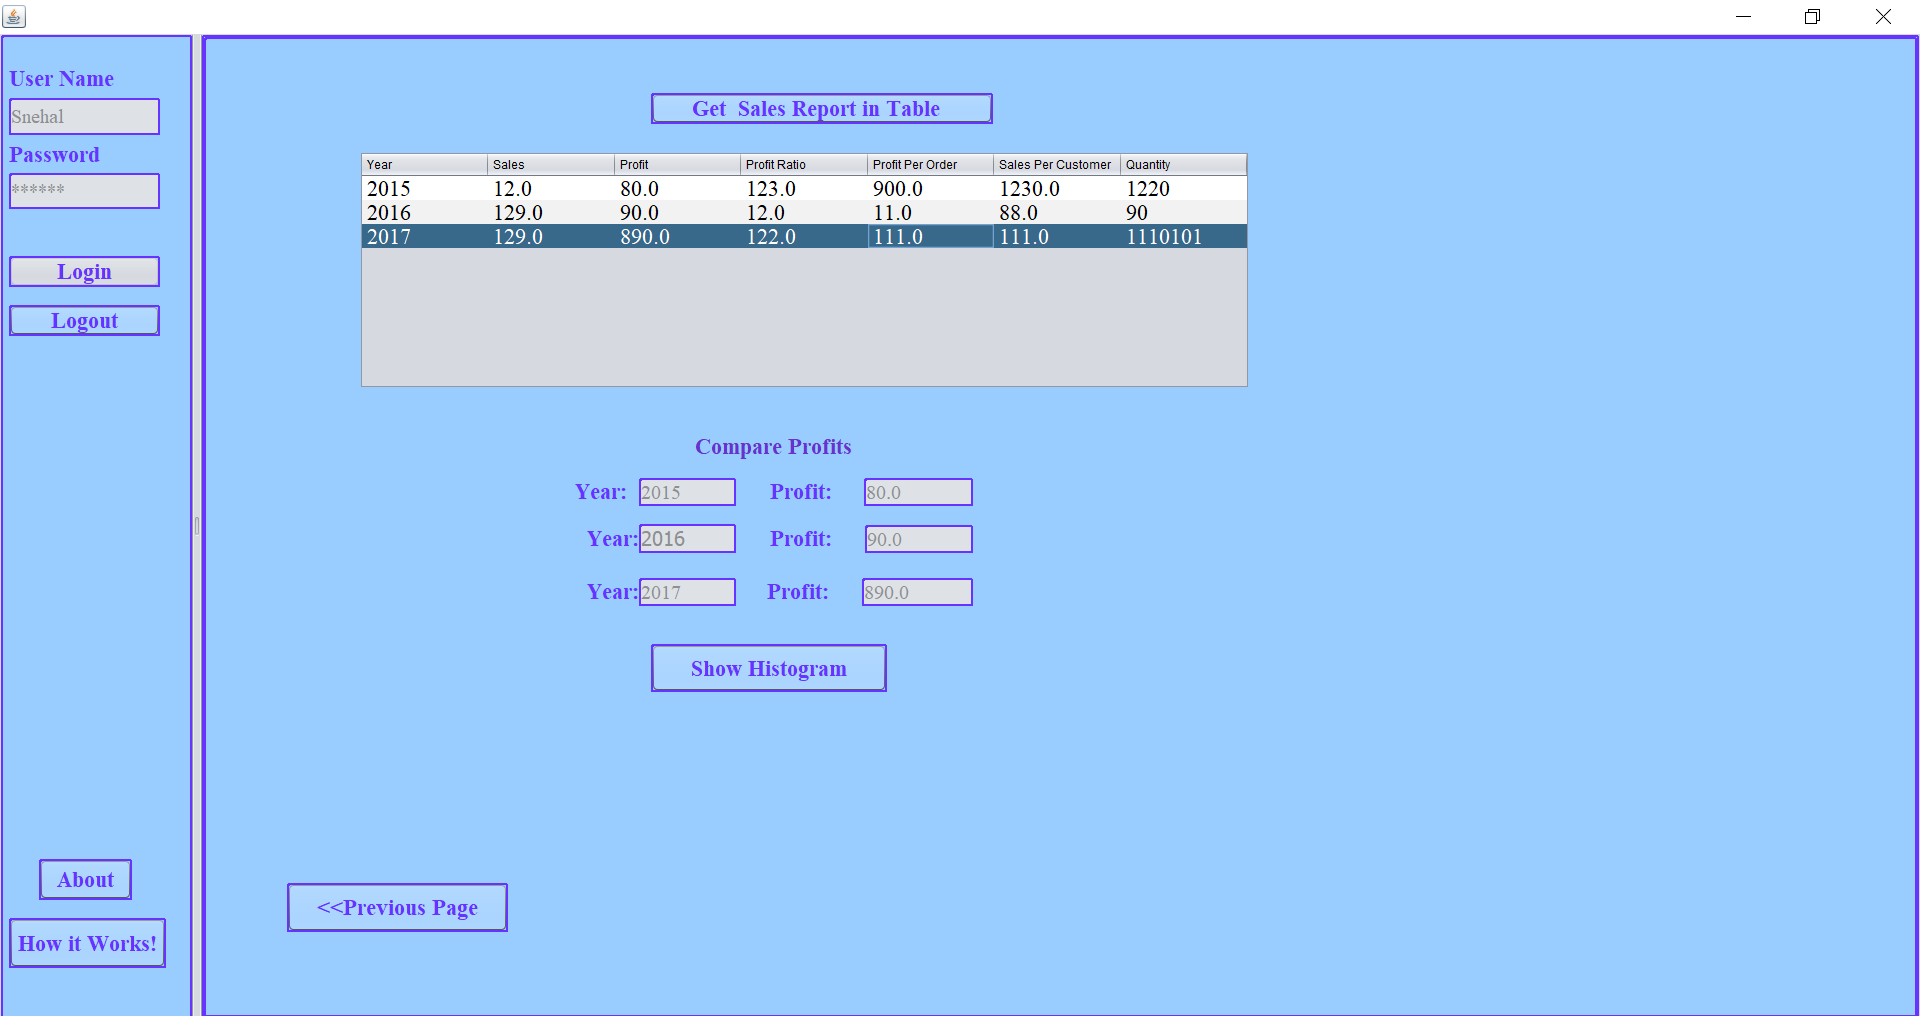 User Name
Snehal
Password
******
Login
Logout
About
How it Works!
Get  Sales Report in Table
Year Sales Profit Profit Ratio Profit Per Order Sales Per Customer Quantity
2015 12.0 80.0 123.0 900.0 1230.0 1220
2016 129.0 90.0 12.0 11.0 88.0 90
2017 129.0 890.0 122.0 111.0 111.0 1110101
Compare Profits
Year: 2015 Profit: 80.0
Year: 2016 Profit: 90.0
Year: 2017 Profit: 890.0
Show Histogram
<<Previous Page